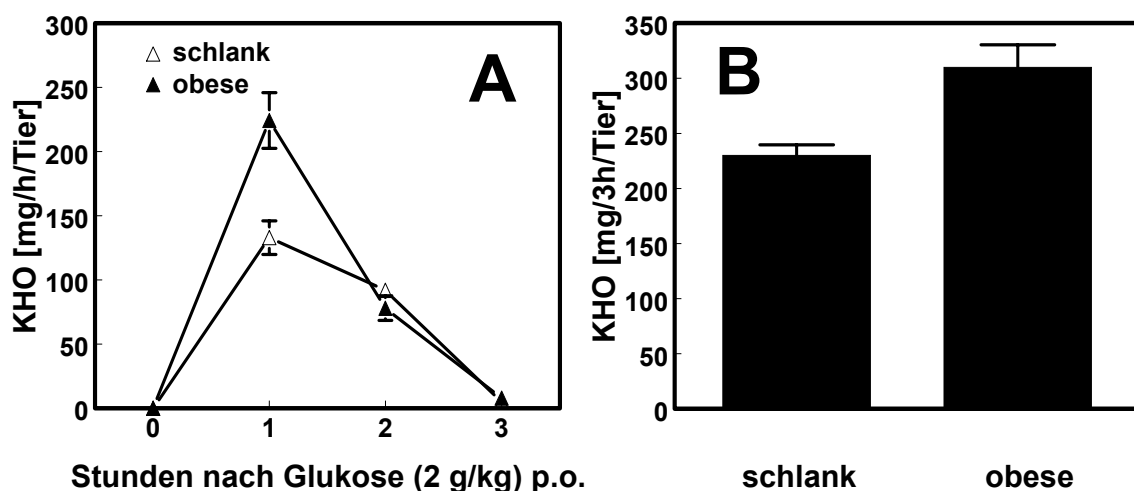 A
schlank
obese
KHO [mg/h/Tier]
300
250
200
150
100
50
0
0 1 2 3
Stunden nach Glukose (2 g/kg) p.o.
B
KHO [mg/3h/Tier]
350
300
250
200
150
100
50
0
schlank obese